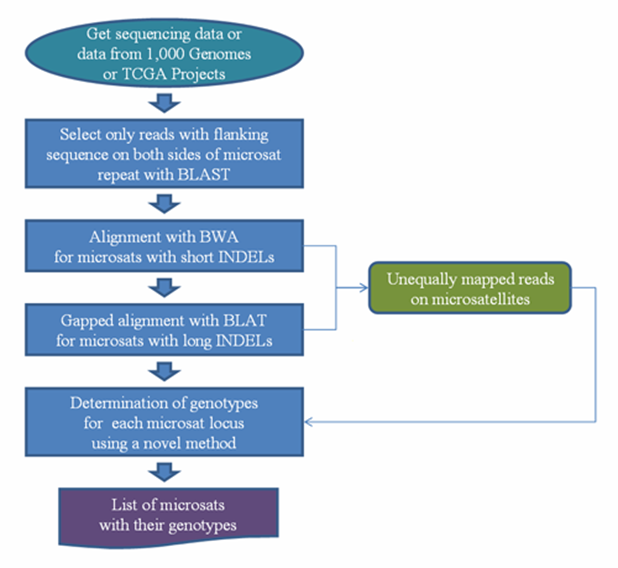 Get sequencing data or
data from 1,000 Genomes
or TCGA Projects
Select only reads with flanking
sequence on both sides of microsat
repeat with BLAST
Alignment with BWA
for microsats with short INDELs
Unequally mapped reads
on microsatellites
Gapped alignment with BLAT
for microsats with long INDELs
Determination of genotypes
for each microsat locus
using a novel method
List of microsats
with their genotypes